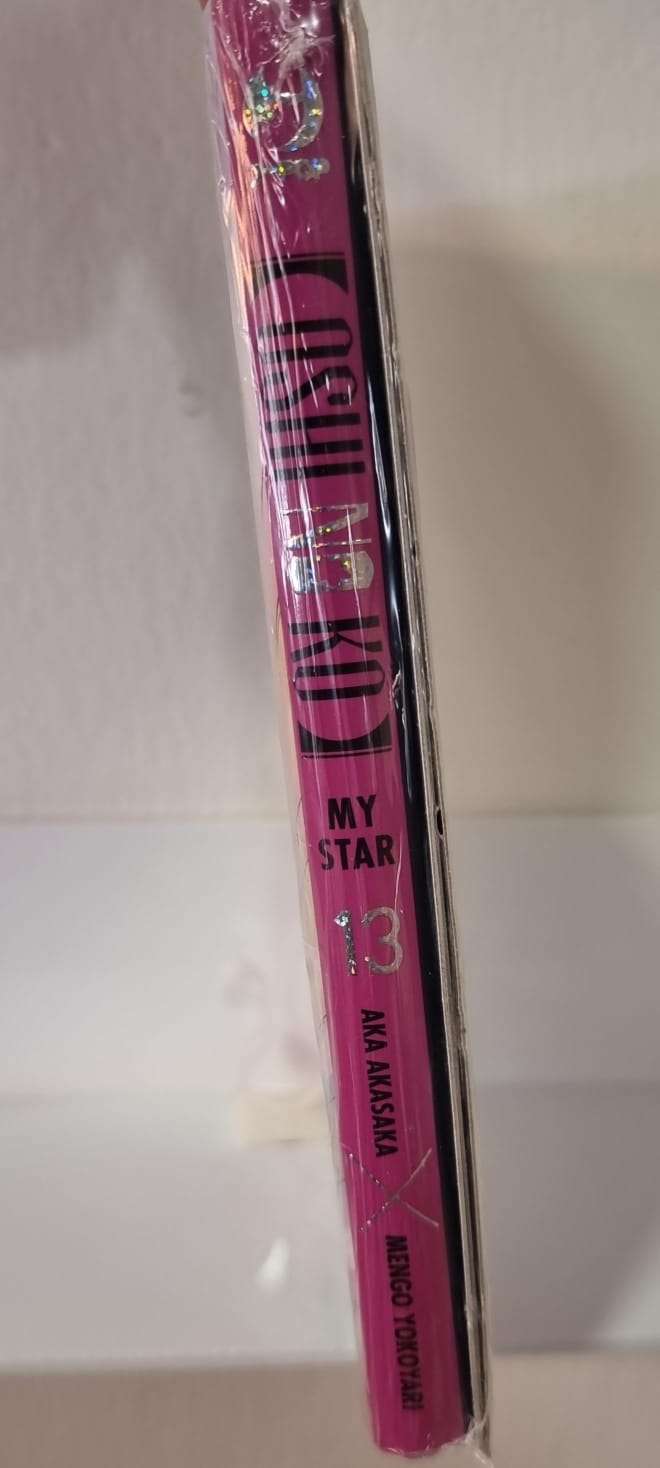 【OSHI NO KO】
MY
STAR
13
AKA AKASAKA
×
MENGO YOKOYARI